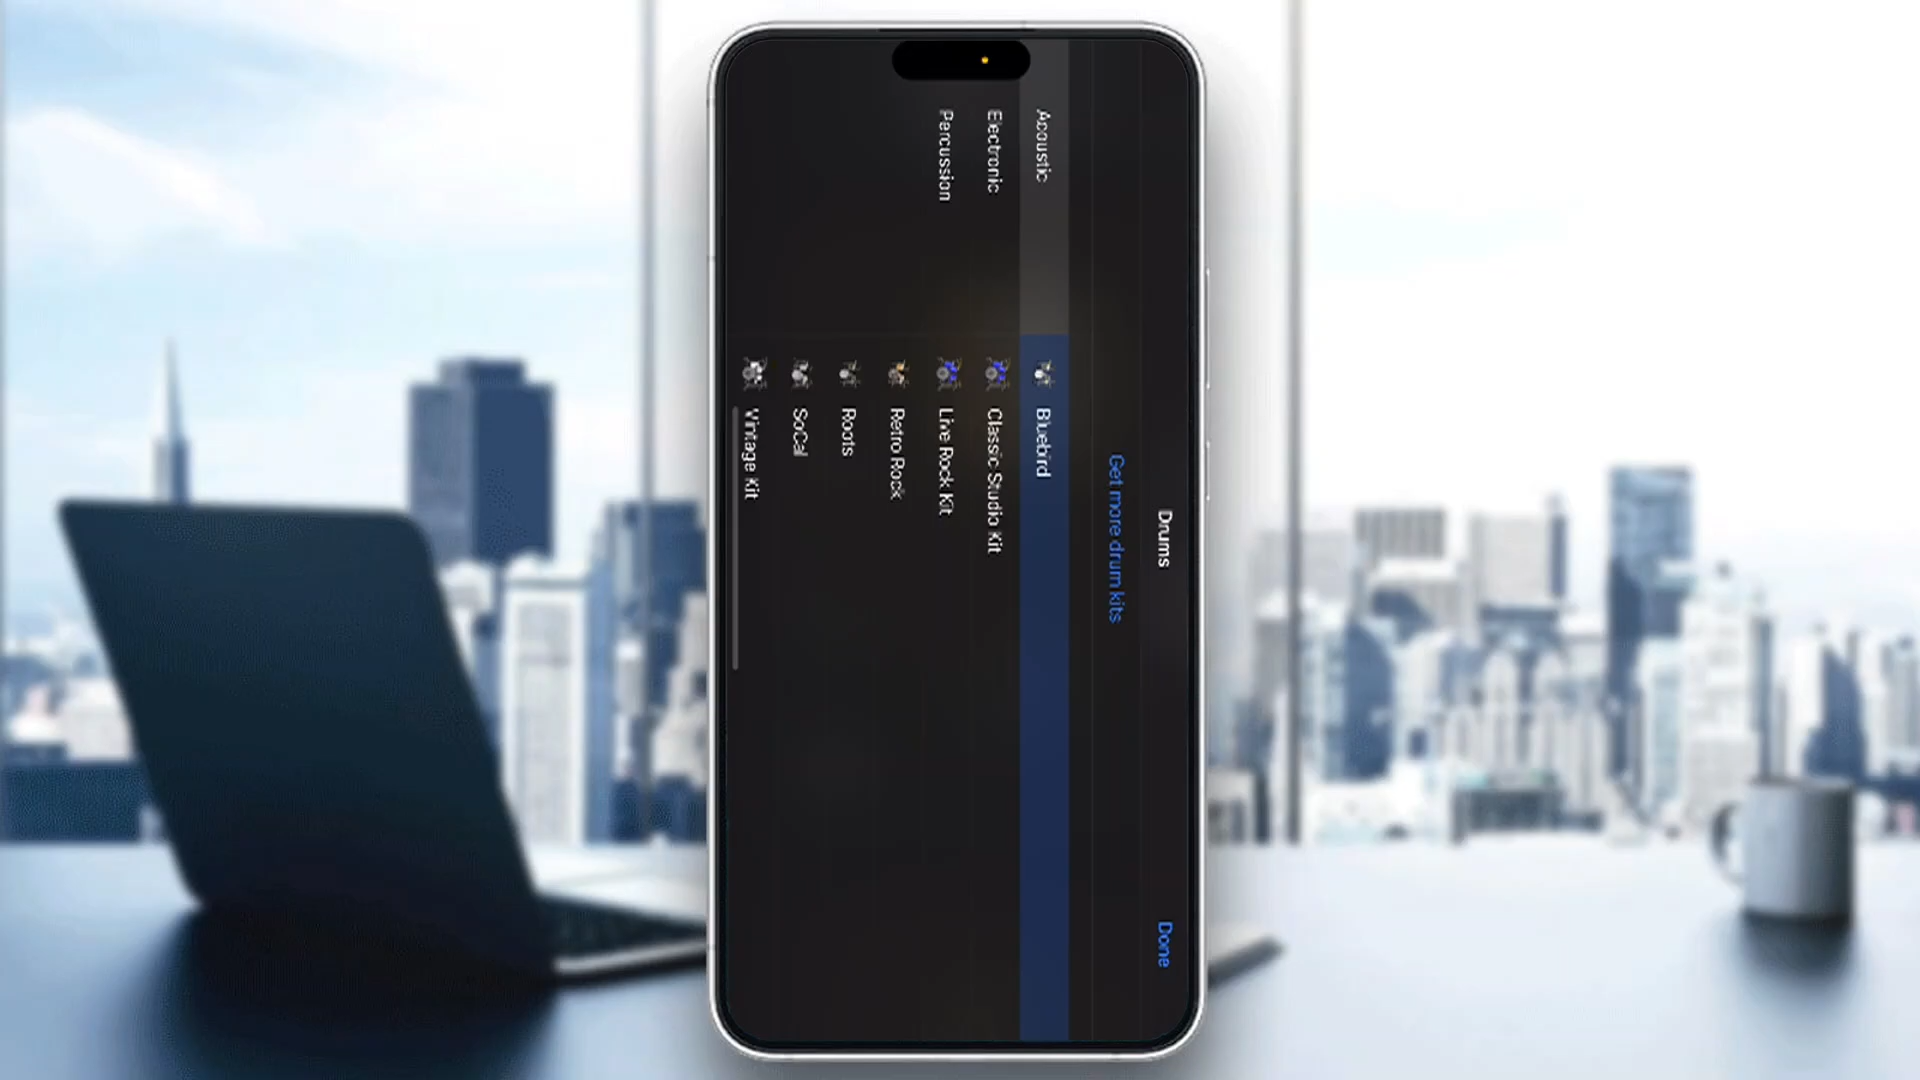 Drums
Done
Get more drum kits
Acoustic
Electronic
Percussion
Bluebird
Classic Studio Kit
Live Rock Kit
Retro Rock
Roots
SoCal
Vintage Kit